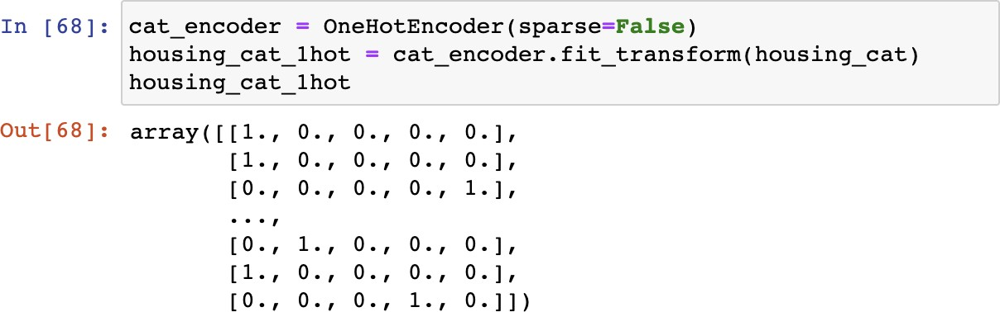 In [68]: cat_encoder = OneHotEncoder(sparse=False)
housing_cat_1hot = cat_encoder.fit_transform(housing_cat)
housing_cat_1hot
Out[68]: array([[1., 0., 0., 0., 0.],
[1., 0., 0., 0., 0.],
[0., 0., 0., 0., 1.],
...,
[0., 1., 0., 0., 0.],
[1., 0., 0., 0., 0.],
[0., 0., 0., 1., 0.]])